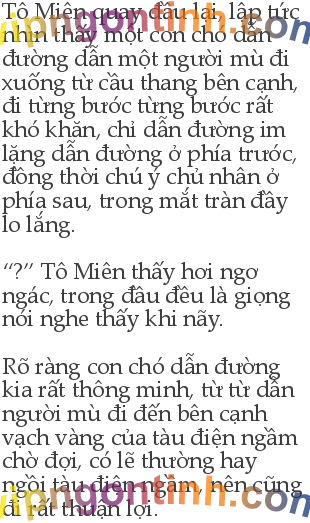 Tô Miên quay đầu lại, lập tức
nhìn thấy một con chó dẫn
đường dẫn một người mù đi
xuống từ cầu thang bên cạnh,
đi từng bước từng bước rất
khó khăn, chỉ dẫn đường im
lặng dẫn đường ở phía trước,
đồng thời chú ý chủ nhân ở
phía sau, trong mắt tràn đầy
lo lắng.
“?” Tô Miên thấy hơi ngơ
ngác, trong đầu đều là giọng
nói nghe thấy khi nãy.
Rõ ràng con chó dẫn đường
kia rất thông minh, từ từ dẫn
người mù đi đến bên cạnh
vạch vàng của tàu điện ngầm
chờ đợi, có lẽ thường hay
ngồi tàu điện ngầm, nên cũng
đi rất thuận lợi.
vipngontinh.com
vipngontinh.com